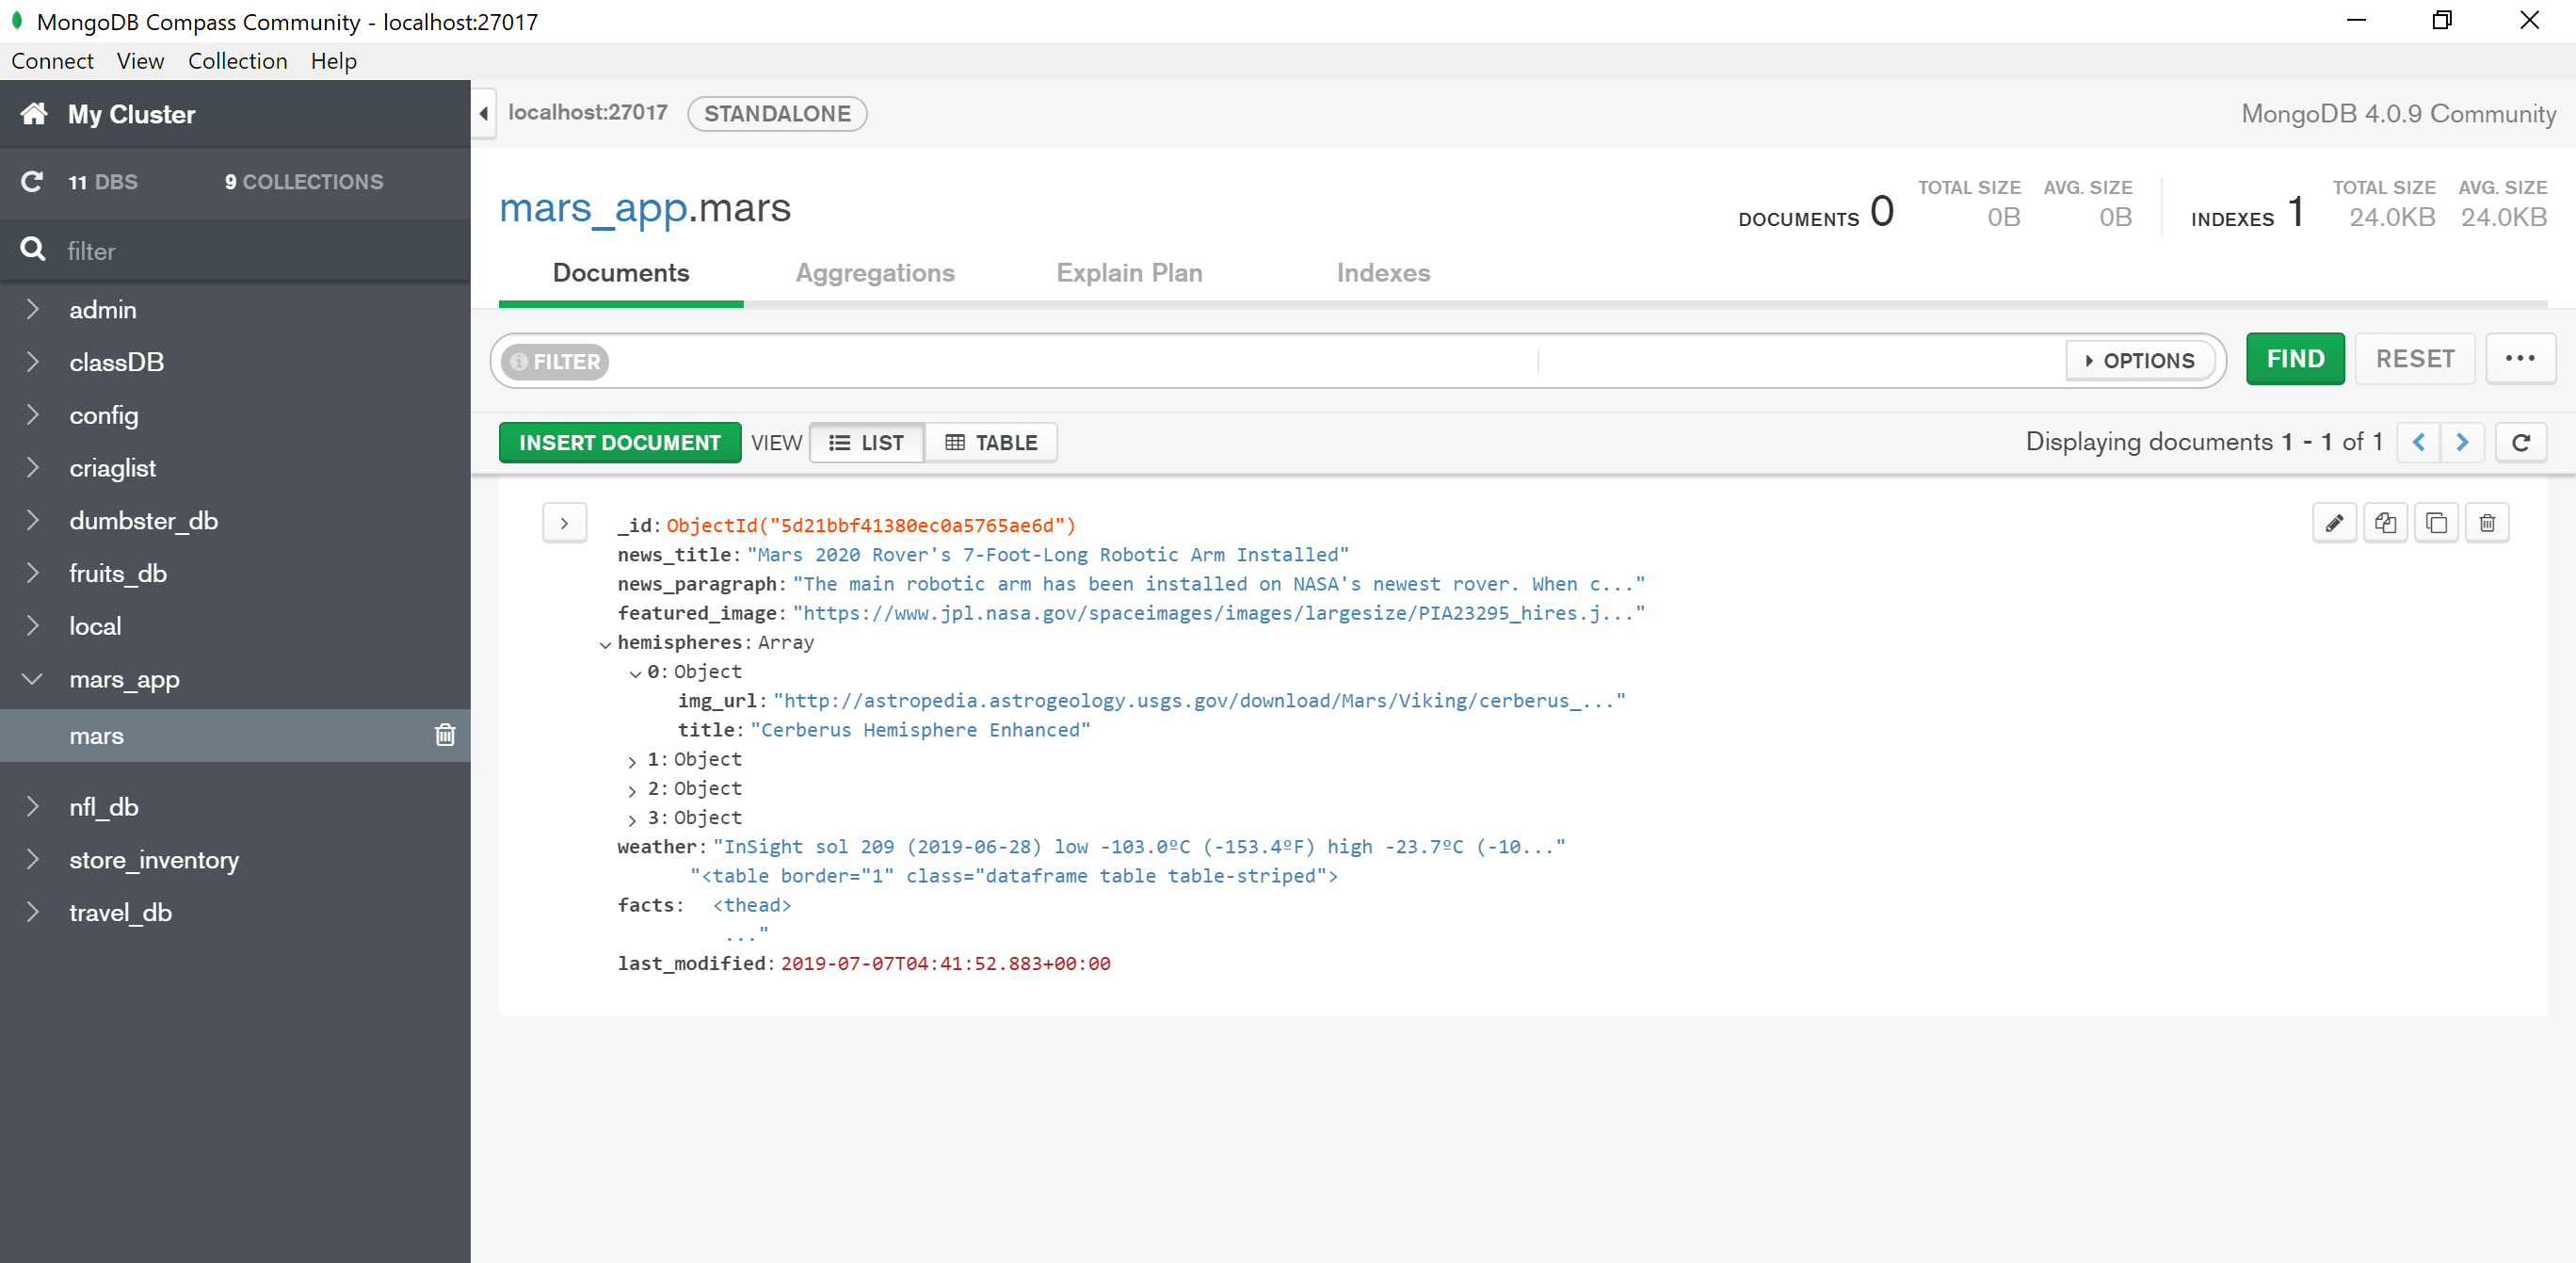 MongoDB Compass Community - localhost:27017
Connect View Collection Help
My Cluster
localhost:27017 STANDALONE
MongoDB 4.0.9 Community
11 DBS 9 COLLECTIONS
filter
admin
classDB
config
criaglist
dumbster_db
fruits_db
local
mars_app
mars
nfl_db
store_inventory
travel_db
mars_app.mars
DOCUMENTS 0 TOTAL SIZE 0B AVG. SIZE 0B INDEXES 1 TOTAL SIZE 24.0KB AVG. SIZE 24.0KB
Documents Aggregations Explain Plan Indexes
FILTER OPTIONS FIND RESET ...
INSERT DOCUMENT VIEW LIST TABLE Displaying documents 1 - 1 of 1
_id: ObjectId("5d21bbf41380ec0a5765ae6d")
news_title: "Mars 2020 Rover's 7-Foot-Long Robotic Arm Installed"
news_paragraph: "The main robotic arm has been installed on NASA's newest rover. When c..."
featured_image: "https://www.jpl.nasa.gov/spaceimages/images/largesize/PIA23295_hires.j..."
hemispheres: Array
0: Object
img_url: "http://astropedia.astrogeology.usgs.gov/download/Mars/Viking/cerberus_..."
title: "Cerberus Hemisphere Enhanced"
1: Object
2: Object
3: Object
weather: "InSight sol 209 (2019-06-28) low -103.0ºC (-153.4ºF) high -23.7ºC (-10..."
"<table border="1" class="dataframe table table-striped">
facts: <thead>
..."
last_modified: 2019-07-07T04:41:52.883+00:00